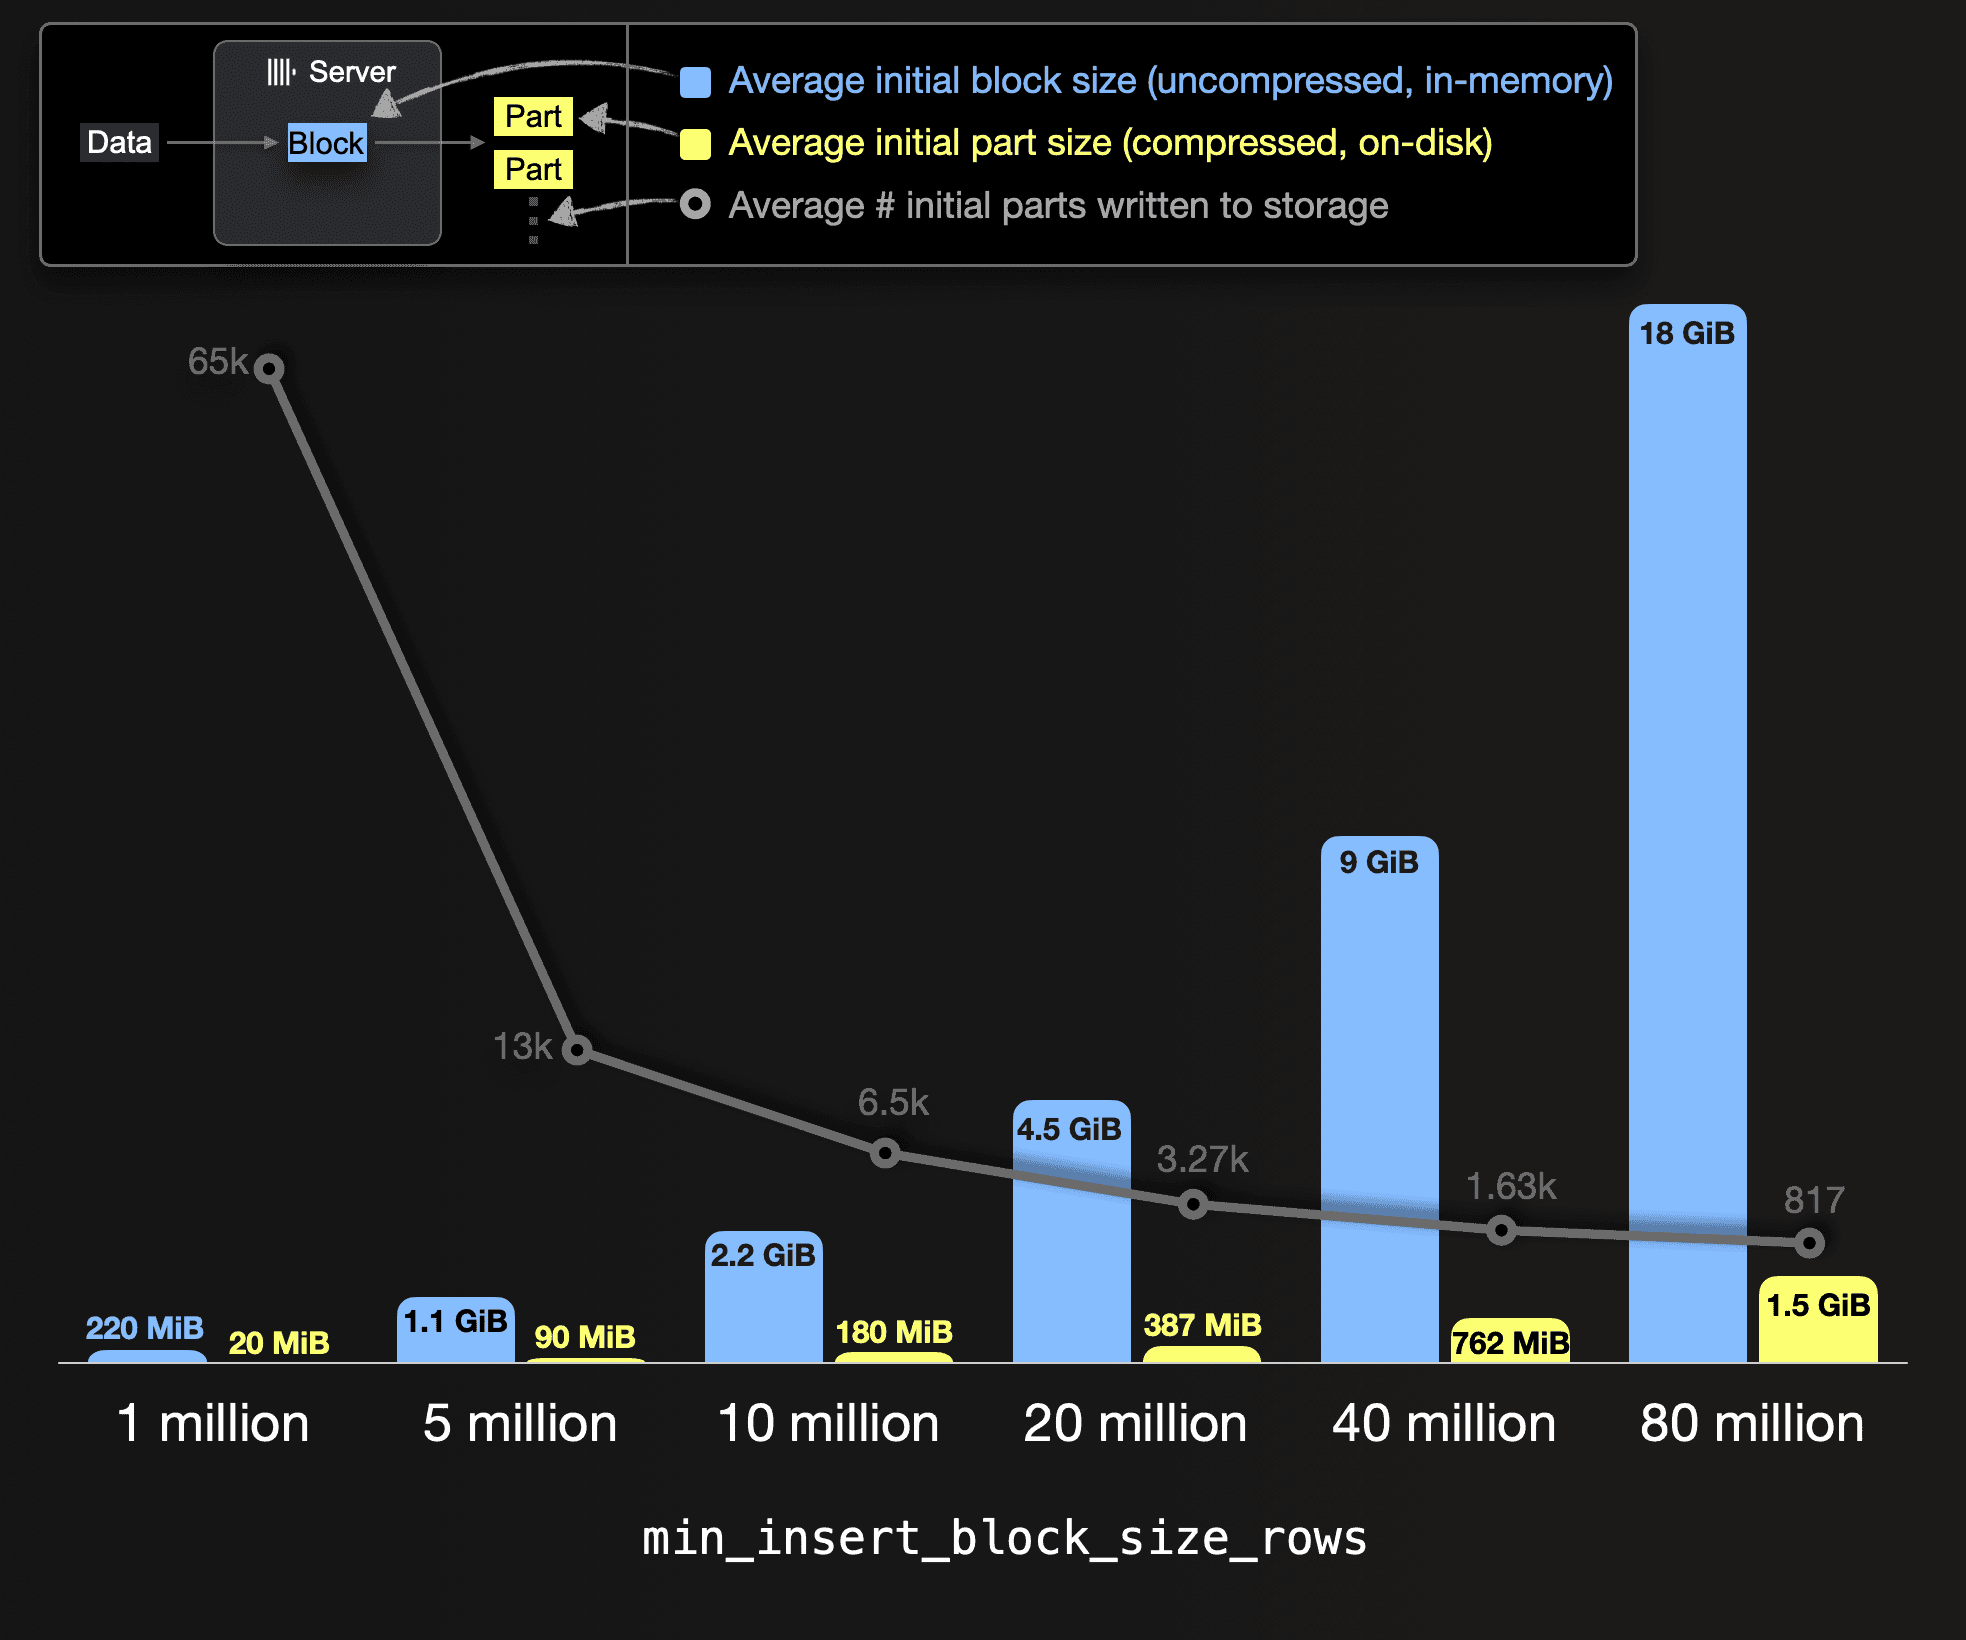 Server
Data
Block
Part
Part
Average initial block size (uncompressed, in-memory)
Average initial part size (compressed, on-disk)
Average # initial parts written to storage
65k
13k
6.5k
3.27k
1.63k
817
220 MiB
20 MiB
1.1 GiB
90 MiB
2.2 GiB
180 MiB
4.5 GiB
387 MiB
9 GiB
762 MiB
18 GiB
1.5 GiB
1 million
5 million
10 million
20 million
40 million
80 million
min_insert_block_size_rows